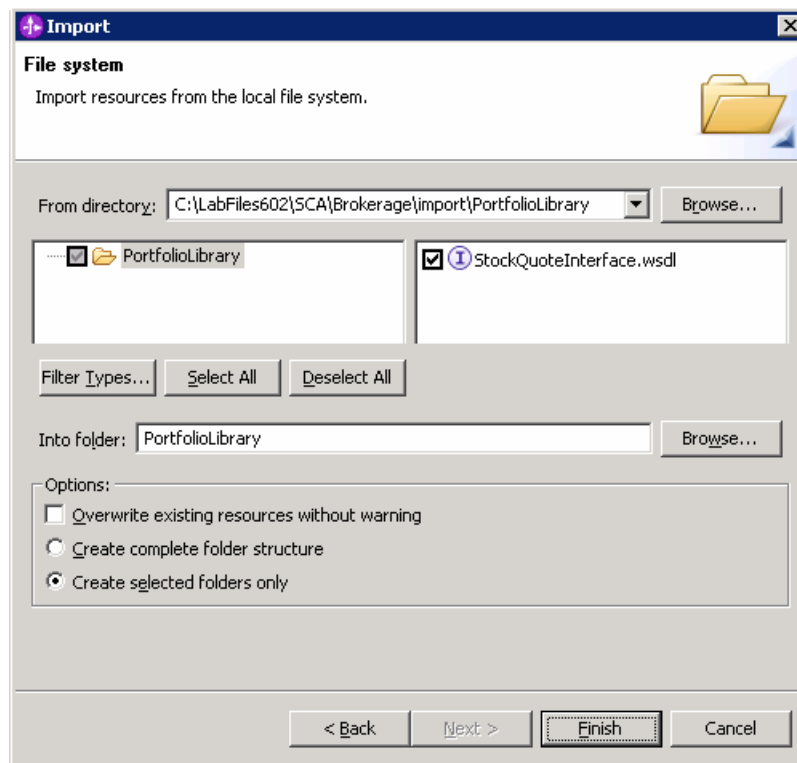 Import
File system
Import resources from the local file system.
From directory: C:\LabFiles602\SCA\Brokerage\import\PortfolioLibrary Browse...
PortfolioLibrary
StockQuoteInterface.wsdl
Filter Types... Select All Deselect All
Into folder: PortfolioLibrary Browse...
Options:
Overwrite existing resources without warning
Create complete folder structure
Create selected folders only
< Back Next > Finish Cancel